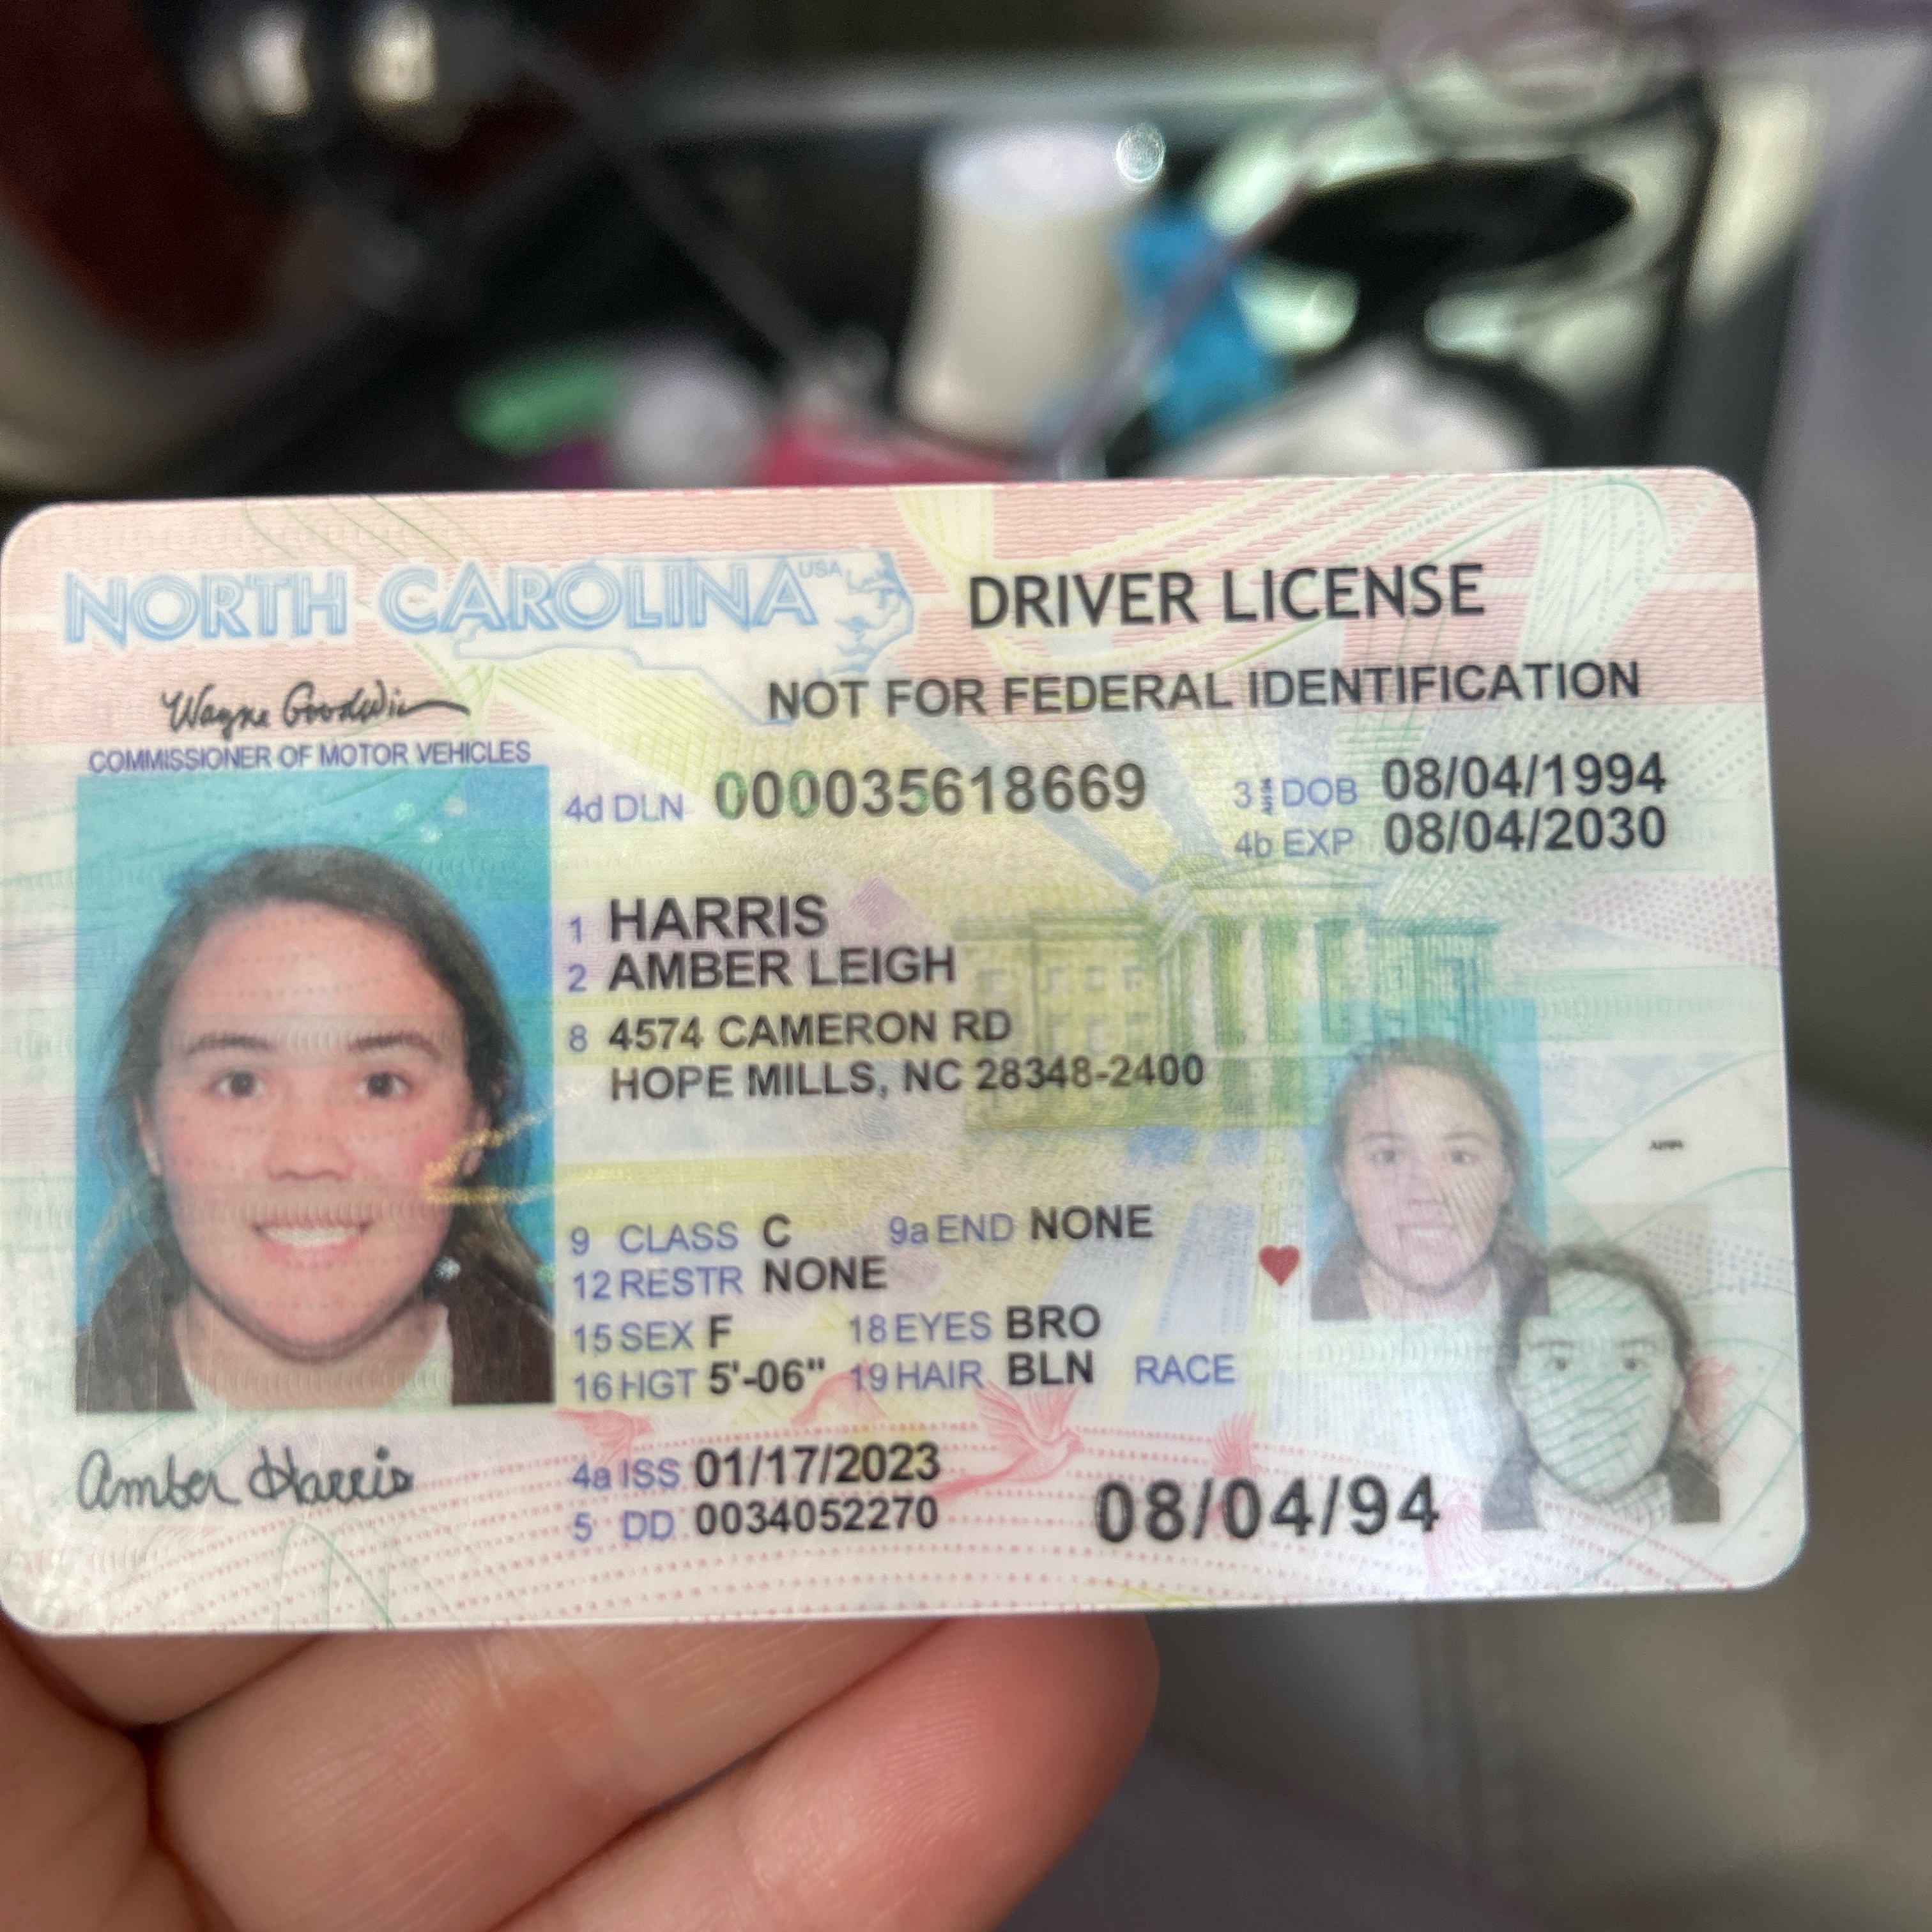 NORTH CAROLINA USA
DRIVER LICENSE
Wayne Goodwin
COMMISSIONER OF MOTOR VEHICLES
NOT FOR FEDERAL IDENTIFICATION
4d DLN 000035618669
3 DOB 08/04/1994
4b EXP 08/04/2030
1 HARRIS
2 AMBER LEIGH
8 4574 CAMERON RD
HOPE MILLS, NC 28348-2400
9 CLASS C 9a END NONE
12 RESTR NONE
15 SEX F 18 EYES BRO
16 HGT 5'-06" 19 HAIR BLN RACE
Amber Harris
4a ISS 01/17/2023
5 DD 0034052270
08/04/94